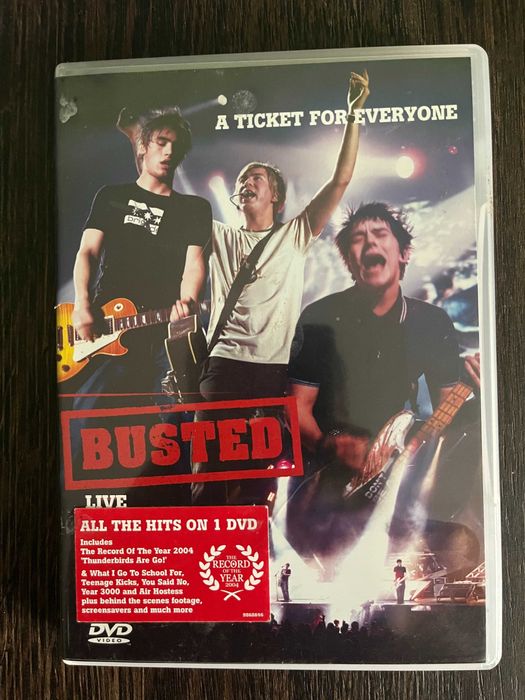 A TICKET FOR EVERYONE
BUSTED
LIVE
ALL THE HITS ON 1 DVD
Includes
The Record Of The Year 2004
'Thunderbirds Are Go!'
& What I Go To School For,
Teenage Kicks, You Said No,
Year 3000 and Air Hostess
plus behind the scenes footage,
screensavers and much more
THE
RECORD
OF THE
YEAR
2004
DVD
VIDEO